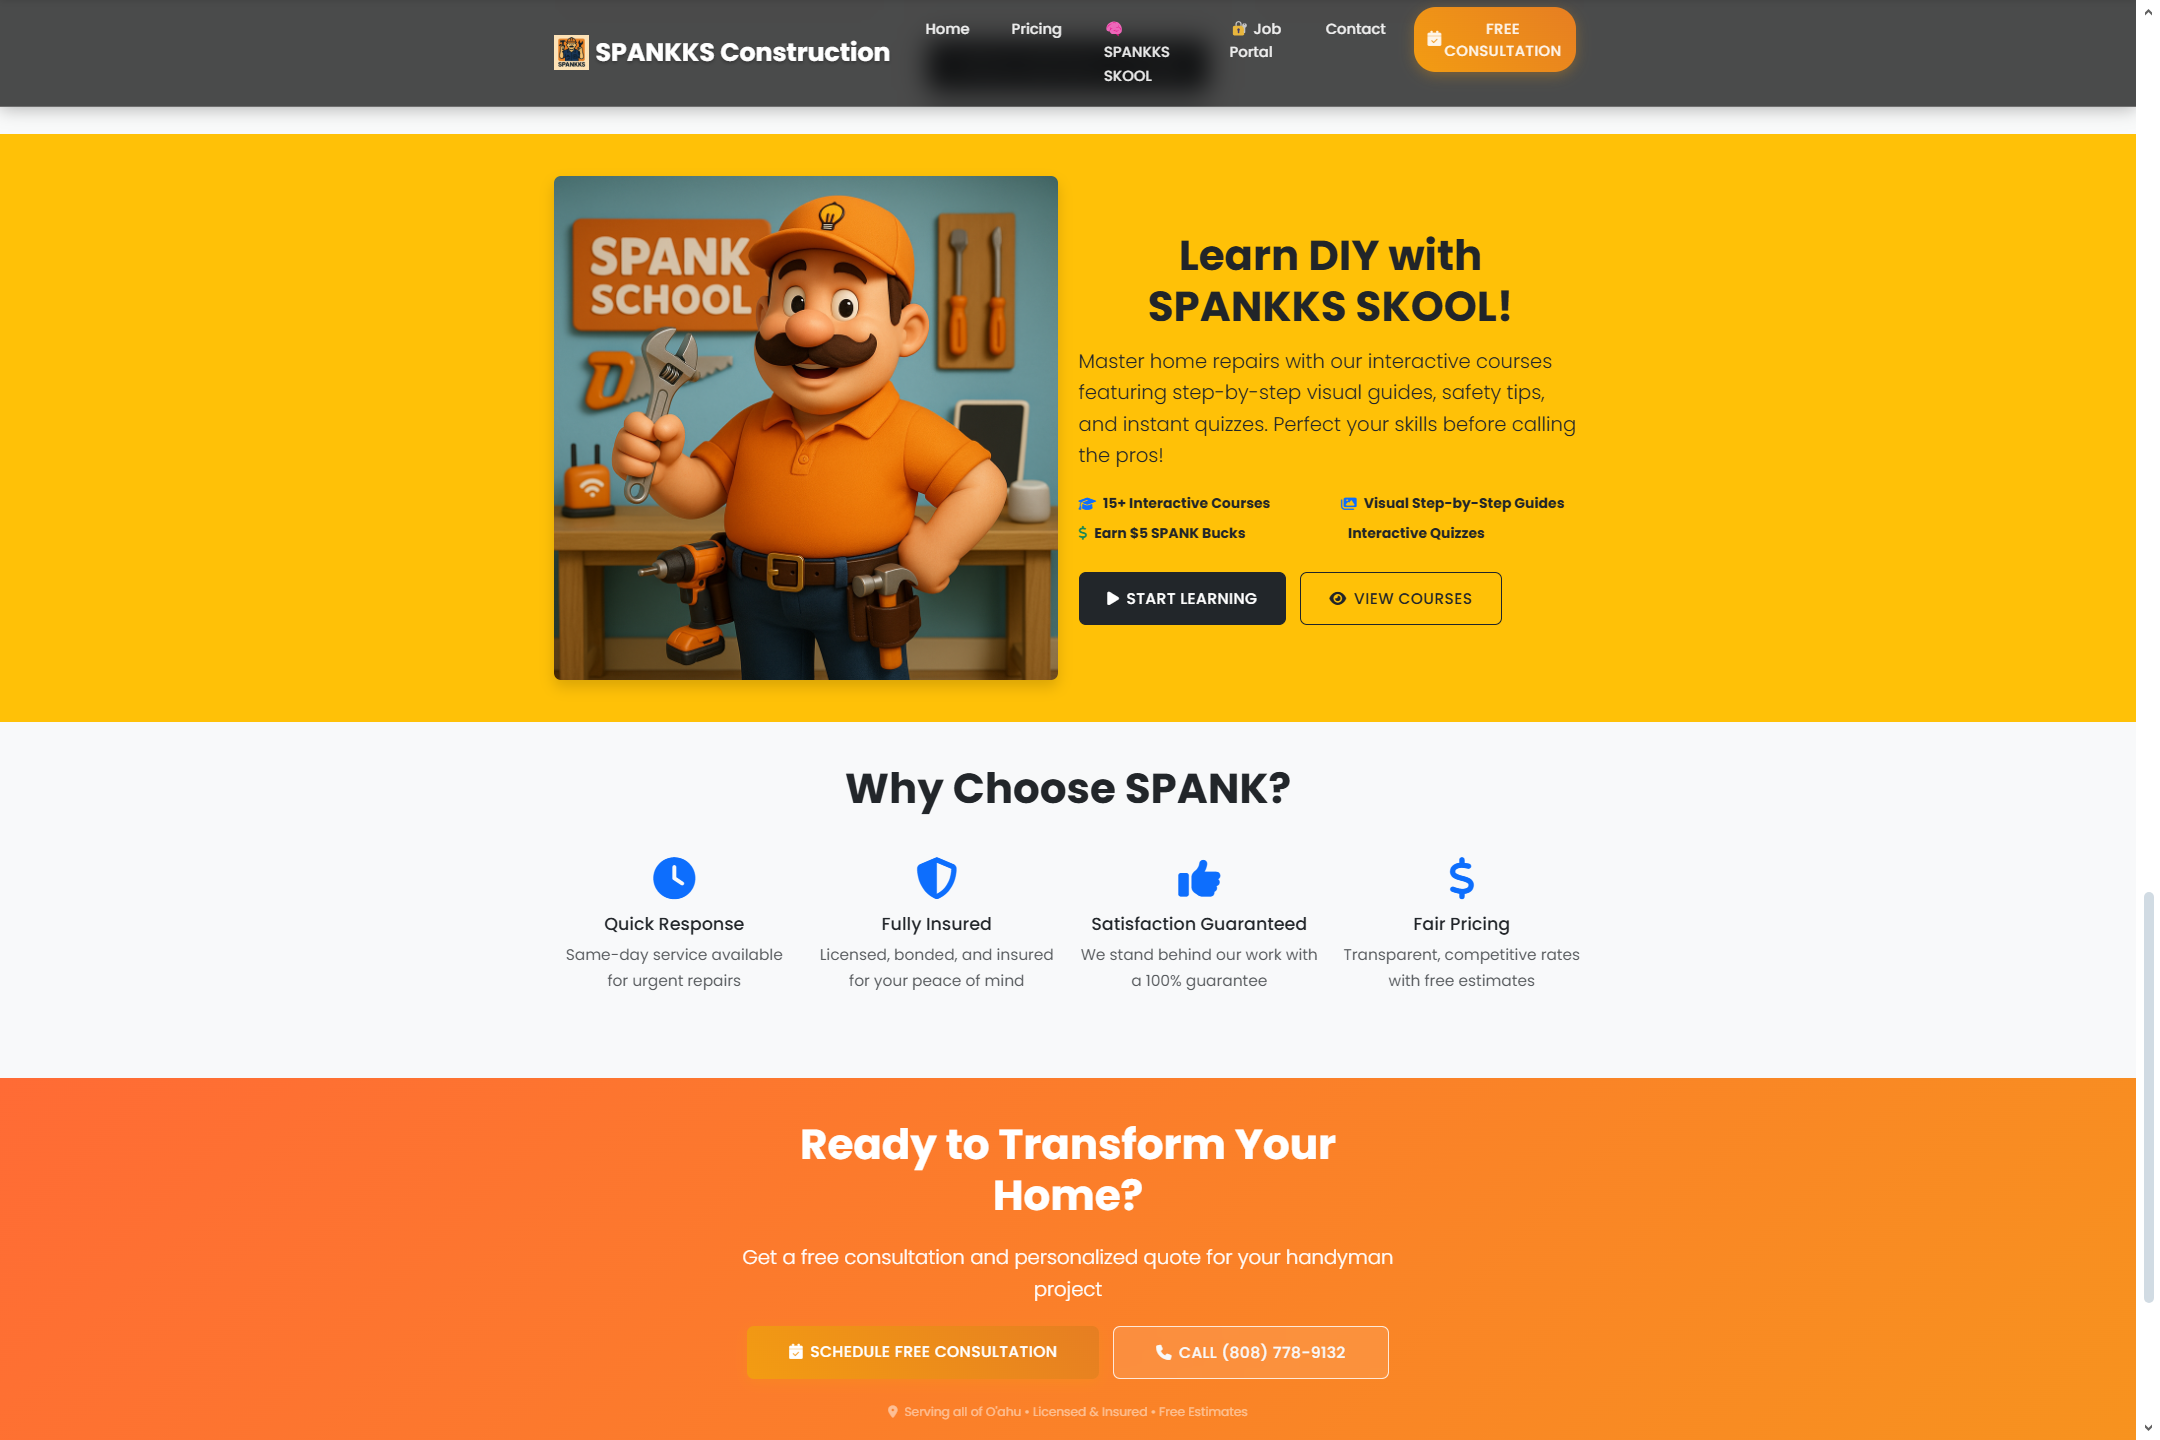 SPANKKS
SPANKKS Construction
Home
Pricing
SPANKKS
SKOOL
Job
Portal
Contact
FREE
CONSULTATION
SPANK
SCHOOL
Learn DIY with
SPANKKS SKOOL!
Master home repairs with our interactive courses
featuring step-by-step visual guides, safety tips,
and instant quizzes. Perfect your skills before calling
the pros!
15+ Interactive Courses
Visual Step-by-Step Guides
$ Earn $5 SPANK Bucks
Interactive Quizzes
START LEARNING
VIEW COURSES
Why Choose SPANK?
Quick Response
Same-day service available
for urgent repairs
Fully Insured
Licensed, bonded, and insured
for your peace of mind
Satisfaction Guaranteed
We stand behind our work with
a 100% guarantee
$
Fair Pricing
Transparent, competitive rates
with free estimates
Ready to Transform Your
Home?
Get a free consultation and personalized quote for your handyman
project
SCHEDULE FREE CONSULTATION
CALL (808) 778-9132
Serving all of O'ahu • Licensed & Insured • Free Estimates